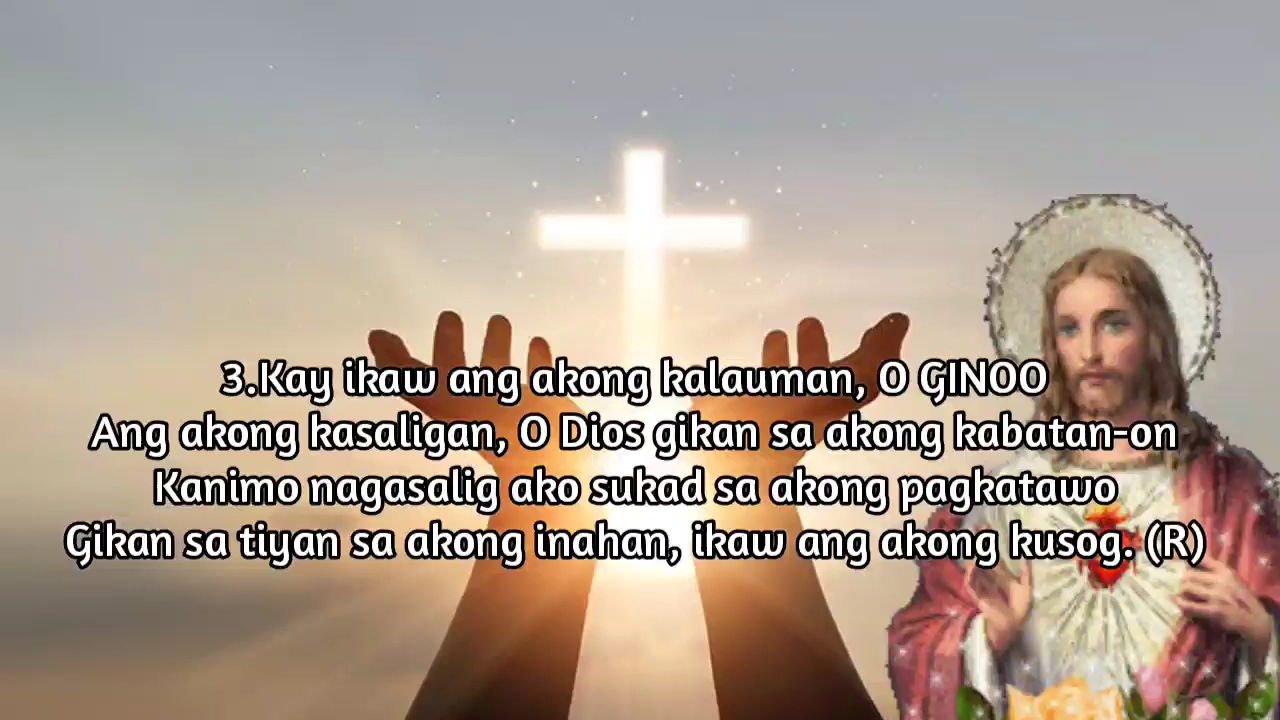 3.Kay ikaw ang akong kalauman, O GINOO
Ang akong kasaligan, O Dios gikan sa akong kabatan-on
Kanimo nagasalig ako sukad sa akong pagkatawo
Gikan sa tiyan sa akong inahan, ikaw ang akong kusog. (R)